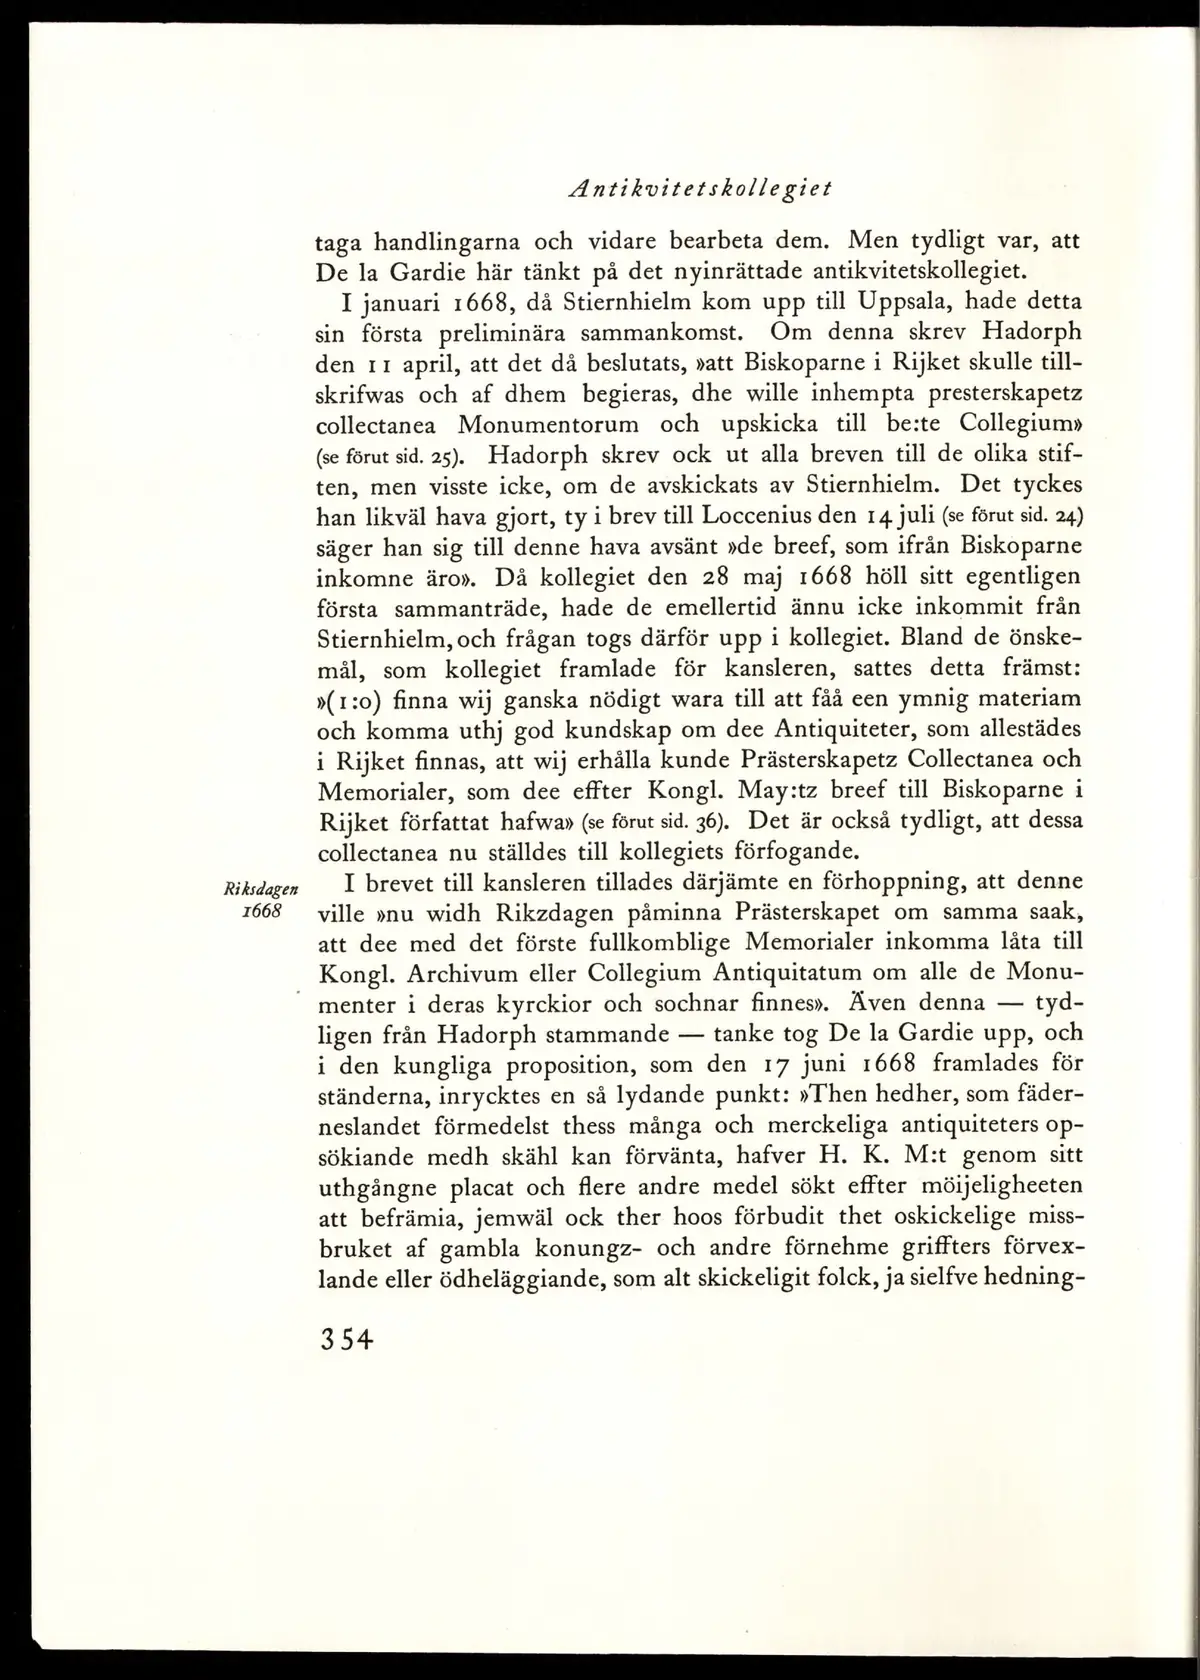 Antikvitetskollegiet
taga handlingarna och vidare bearbeta dem. Men tydligt var, att
De la Gardie här tänkt på det nyinrättade antikvitetskollegiet.
I januari 1668, då Stiernhielm kom upp till Uppsala, hade detta
sin första preliminära sammankomst. Om denna skrev Hadorph
den 11 april, att det då beslutats, »att Biskoparne i Rijket skulle till-
skrifwas och af dhem begieras, dhe wille inhempta presterskapetz
collectanea Monumentorum och upskicka till be:te Collegium»
(se förut sid. 25). Hadorph skrev ock ut alla breven till de olika stif-
ten, men visste icke, om de avskickats av Stiernhielm. Det tyckes
han likväl hava gjort, ty i brev till Loccenius den 14 juli (se förut sid. 24)
säger han sig till denne hava avsänt »de breef, som ifrån Biskoparne
inkomne äro». Då kollegiet den 28 maj 1668 höll sitt egentligen
första sammanträde, hade de emellertid ännu icke inkommit från
Stiernhielm, och frågan togs därför upp i kollegiet. Bland de önske-
mål, som kollegiet framlade för kansleren, sattes detta främst:
»(1:o) finna wij ganska nödigt wara till att fåå een ymnig materiam
och komma uthj god kundskap om dee Antiquiteter, som allestädes
i Rijket finnas, att wij erhålla kunde Prästerskapetz Collectanea och
Memorialer, som dee effter Kongl. May:tz breef till Biskoparne i
Rijket författat hafwa» (se förut sid. 36). Det är också tydligt, att dessa
collectanea nu ställdes till kollegiets förfogande.
Riksdagen
1668
I brevet till kansleren tillades därjämte en förhoppning, att denne
ville »nu widh Rikzdagen påminna Prästerskapet om samma saak,
att dee med det förste fullkomblige Memorialer inkomma låta till
Kongl. Archivum eller Collegium Antiquitatum om alle de Monu-
menter i deras kyrckior och sochnar finnes». Även denna — tyd-
ligen från Hadorph stammande — tanke tog De la Gardie upp, och
i den kungliga proposition, som den 17 juni 1668 framlades för
ständerna, inrycktes en så lydande punkt: »Then hedher, som fäder-
neslandet förmedelst thess många och merckeliga antiquiteters op-
sökiande medh skähl kan förvänta, hafver H. K. M:t genom sitt
uthgångne placat och flere andre medel sökt effter möijeligheeten
att befrämia, jemwäl ock ther hoos förbudit thet oskickelige miss-
bruket af gambla konungz- och andre förnehme griffters förvex-
lande eller ödheläggiande, som alt skickeligit folck, ja sielfve hedning-
354